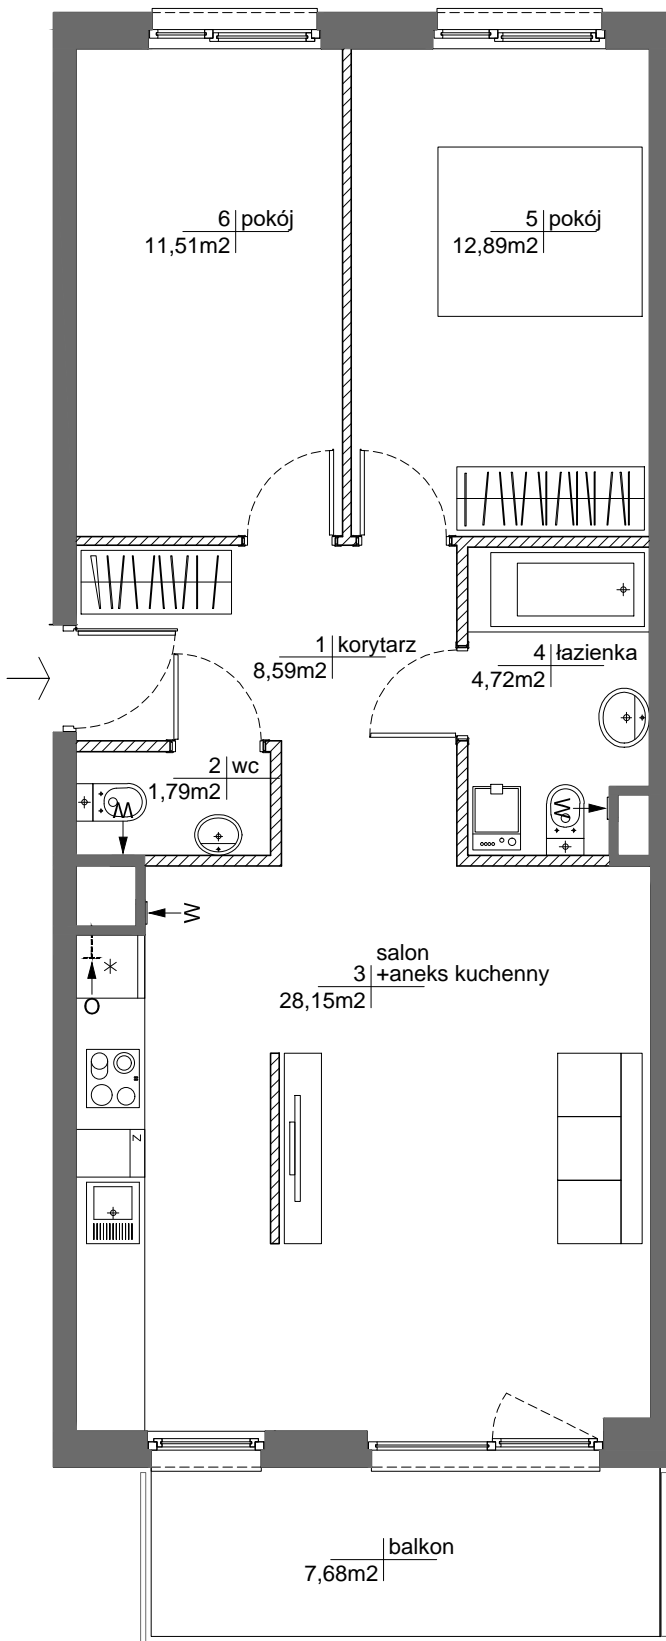 6 pokój
11,51m2
5 pokój
12,89m2
1 korytarz
8,59m2
4 łazienka
4,72m2
2 wc
1,79m2
W
W
W
salon
3 +aneks kuchenny
28,15m2
O
Z
balkon
7,68m2